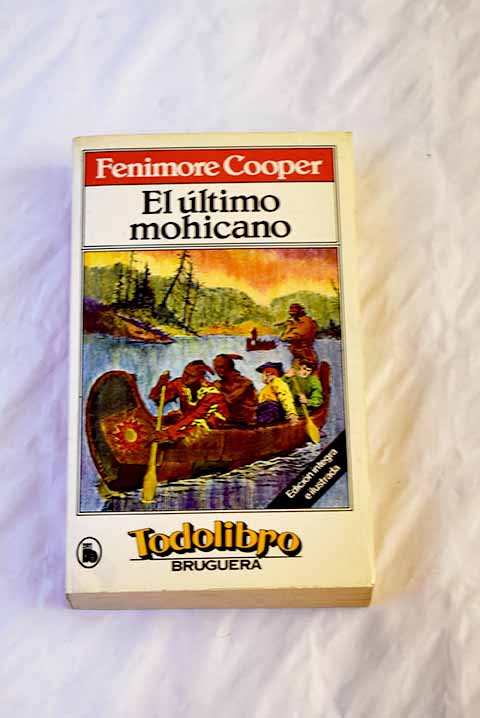 Fenimore Cooper
El último
mohicano
Edición íntegra
e ilustrada
Todolibro
BRUGUERA